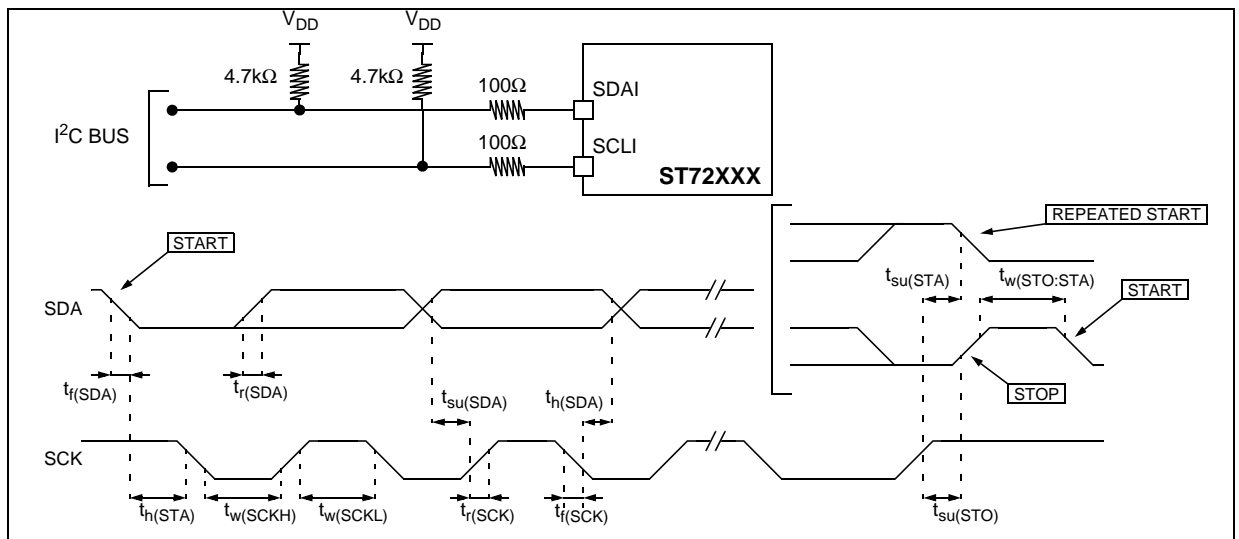 VDD VDD
4.7kΩ 4.7kΩ
100Ω SDAI
I²C BUS
100Ω SCLI
ST72XXX
REPEATED START
START
tsu(STA) tw(STO:STA)
START
SDA
tf(SDA) tr(SDA)
tsu(SDA) th(SDA)
STOP
SCK
th(STA) tw(SCKH) tw(SCKL) tr(SCK) tf(SCK) tsu(STO)